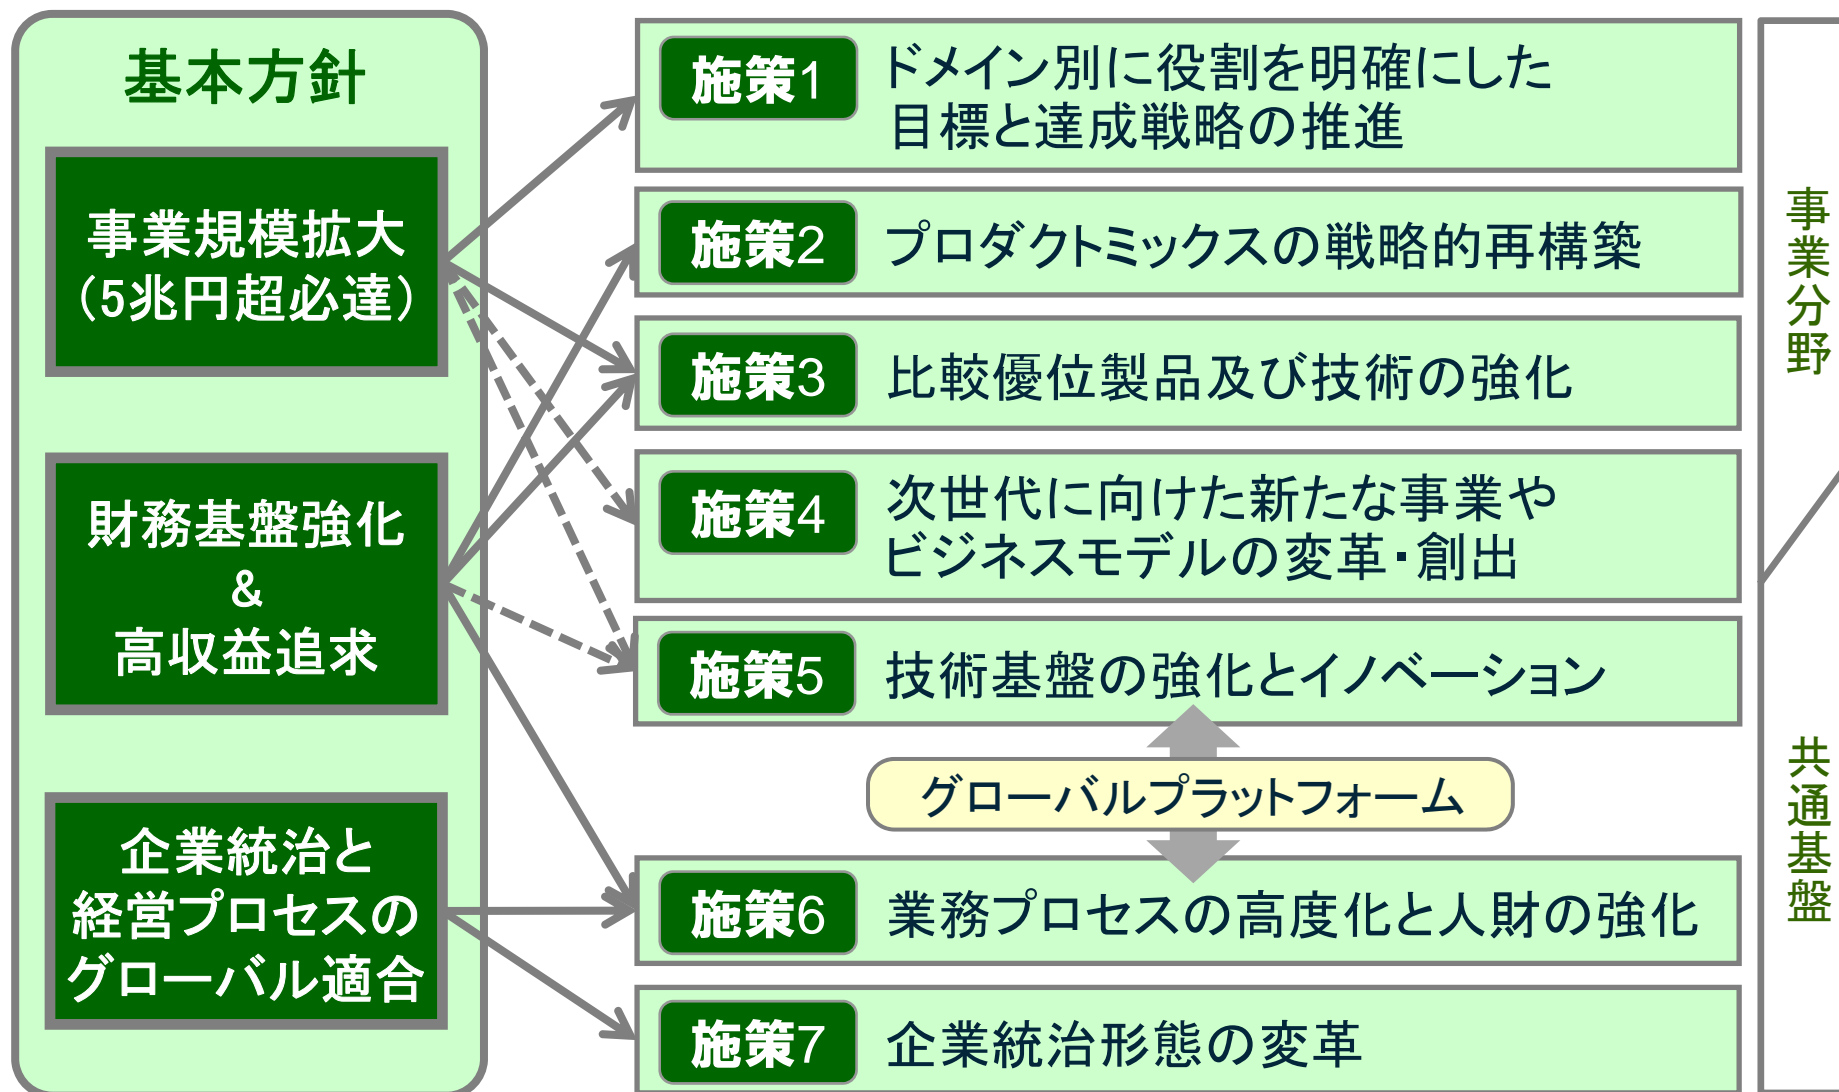 基本方針
事業規模拡大
（5兆円超必達）
財務基盤強化
&
高収益追求
企業統治と
経営プロセスの
グローバル適合
施策1
ドメイン別に役割を明確にした
目標と達成戦略の推進
施策2
プロダクトミックスの戦略的再構築
施策3
比較優位製品及び技術の強化
施策4
次世代に向けた新たな事業や
ビジネスモデルの変革・創出
施策5
技術基盤の強化とイノベーション
グローバルプラットフォーム
施策6
業務プロセスの高度化と人財の強化
施策7
企業統治形態の変革
事業分野
共通基盤